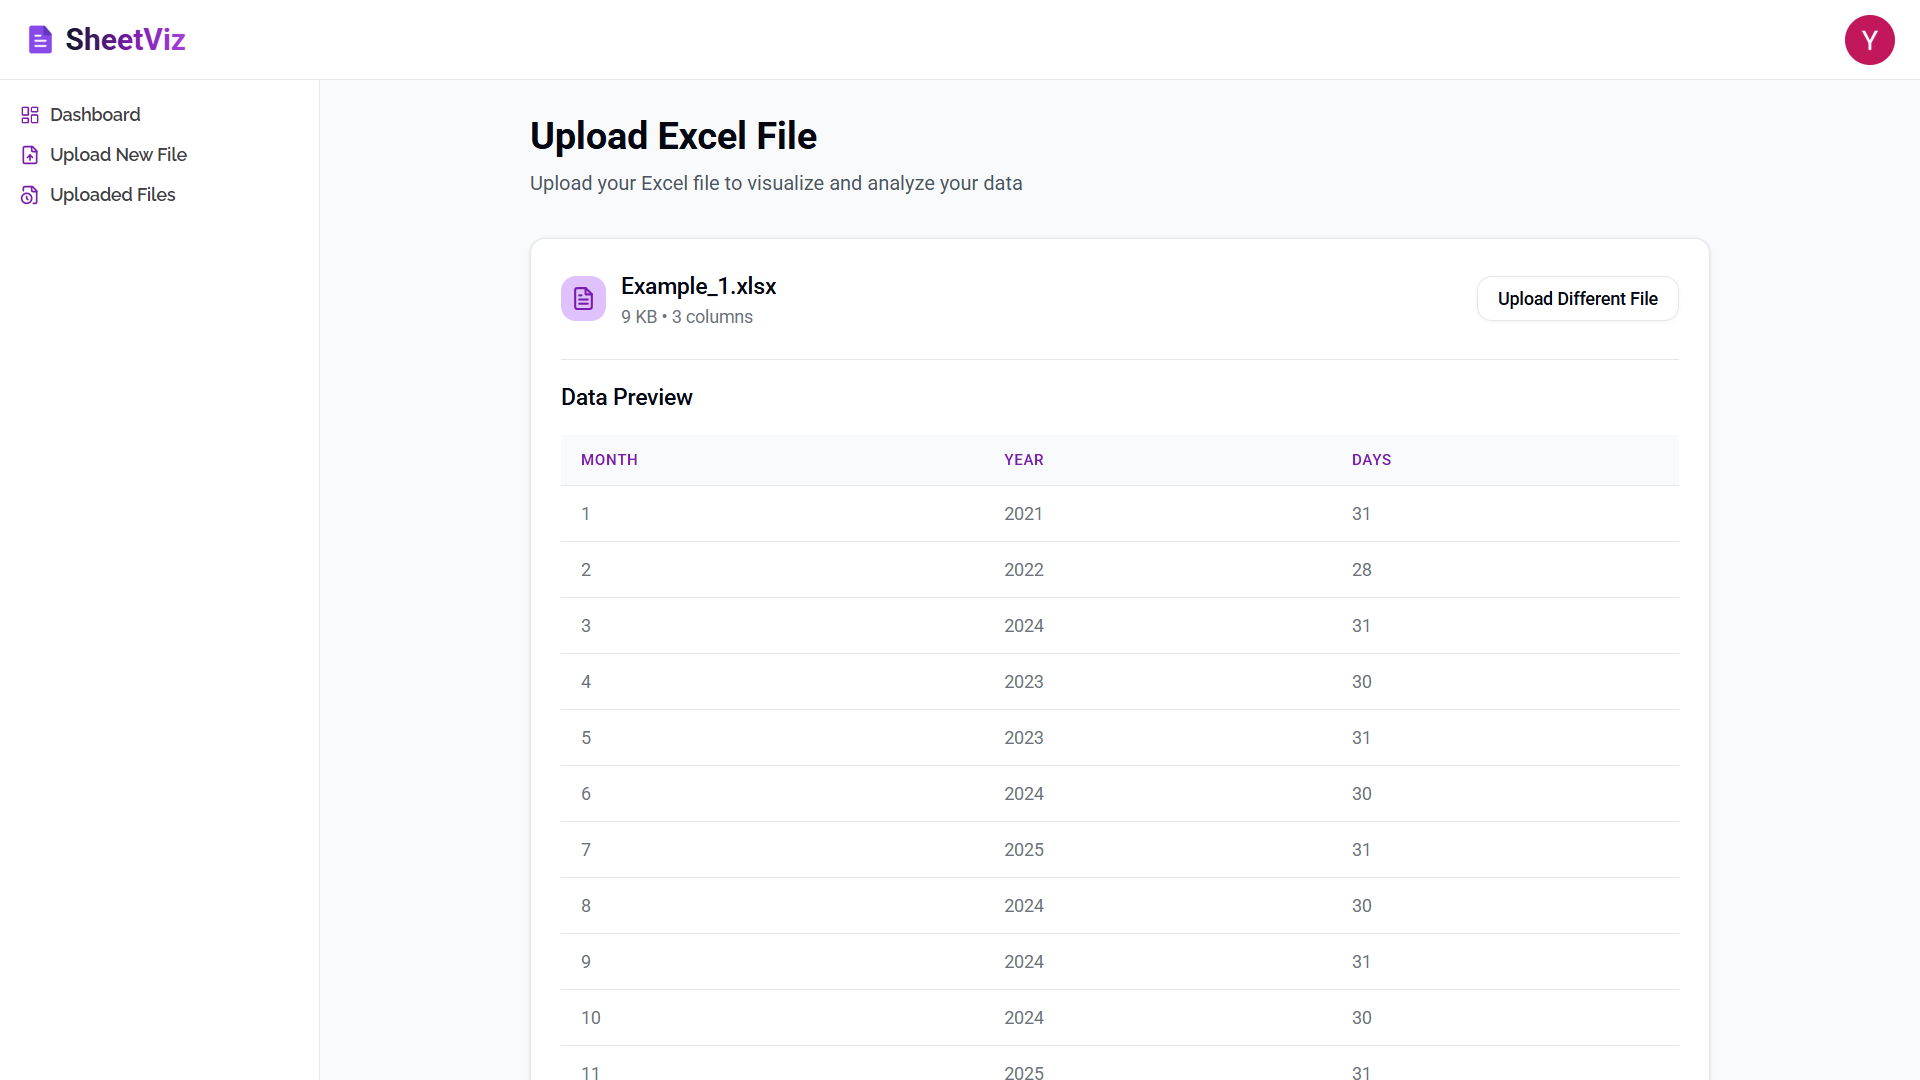 SheetViz
Y
Dashboard
Upload New File
Uploaded Files
Upload Excel File
Upload your Excel file to visualize and analyze your data
Example_1.xlsx
9 KB • 3 columns
Upload Different File
Data Preview
MONTH YEAR DAYS
1 2021 31
2 2022 28
3 2024 31
4 2023 30
5 2023 31
6 2024 30
7 2025 31
8 2024 30
9 2024 31
10 2024 30
11 2025 31